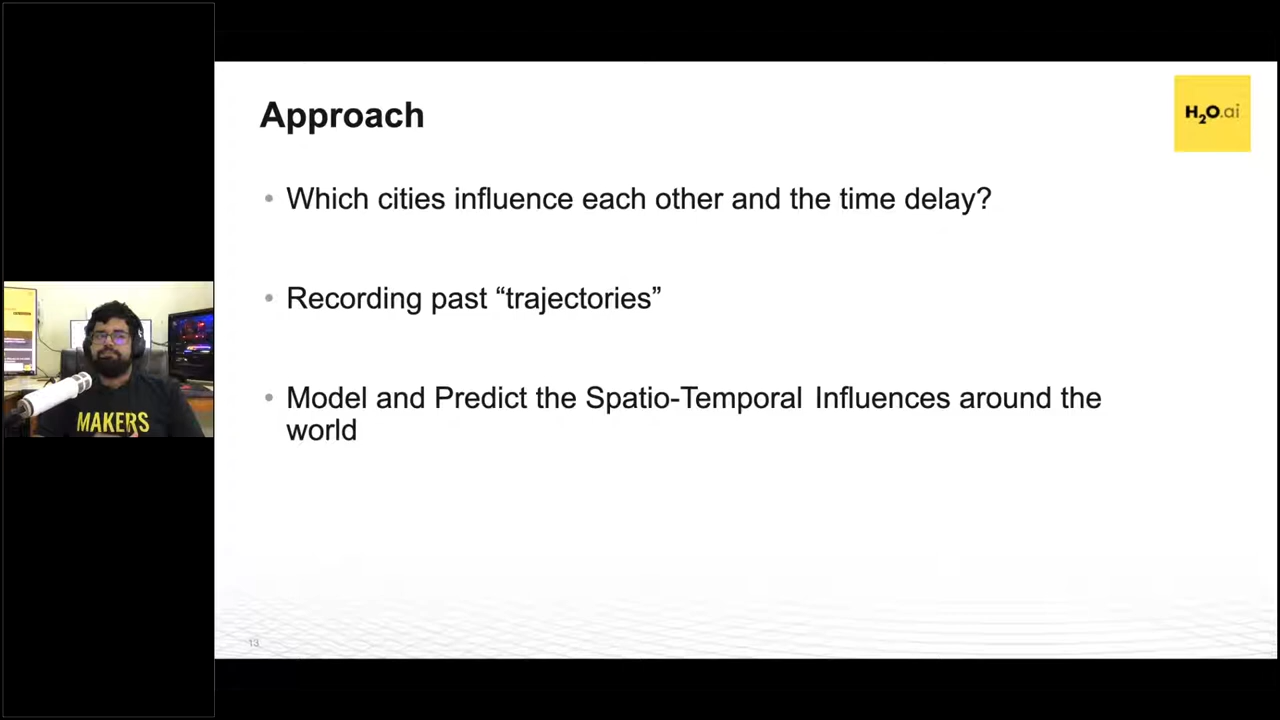 Approach
H2O.ai
• Which cities influence each other and the time delay?
• Recording past “trajectories”
• Model and Predict the Spatio-Temporal Influences around the
world
MAKERS
13